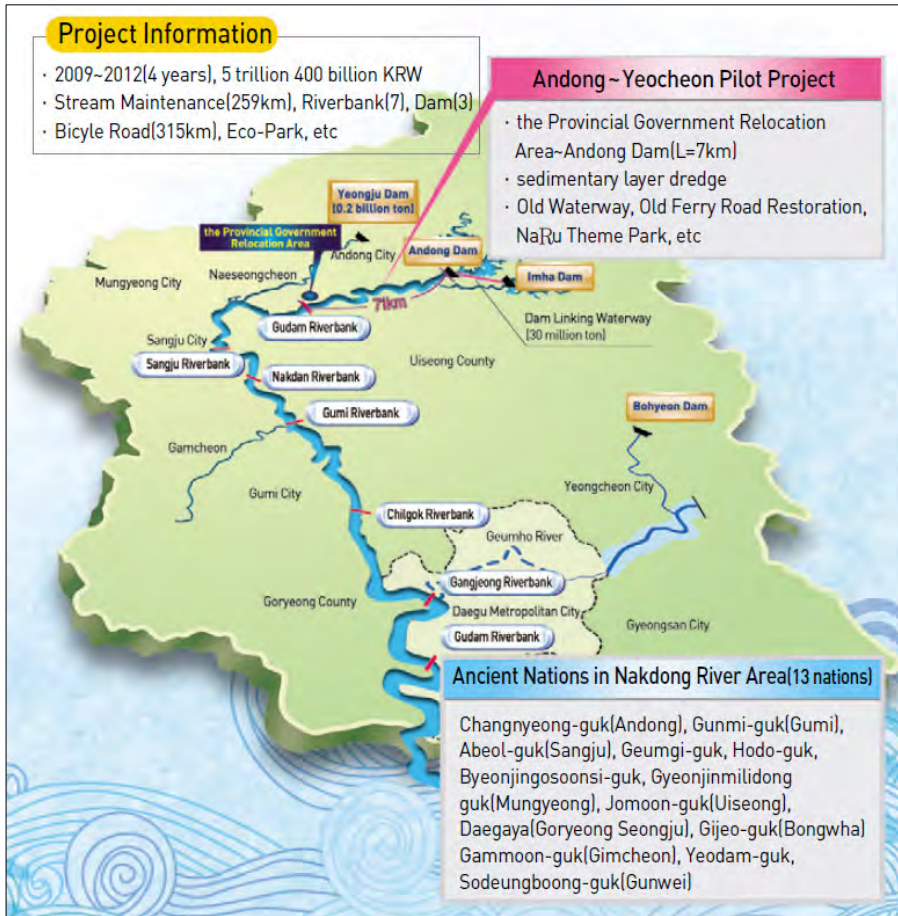 Project Information
· 2009~2012(4 years), 5 trillion 400 billion KRW
· Stream Maintenance(259km), Riverbank(7), Dam(3)
· Bicyle Road(315km), Eco-Park, etc
Andong~Yeocheon Pilot Project
· the Provincial Government Relocation
Area~Andong Dam(L=7km)
· sedimentary layer dredge
· Old Waterway, Old Ferry Road Restoration,
NaRu Theme Park, etc
Yeongju Dam
(0.2 billion ton)
the Provincial Government
Relocation Area
Andong City
Andong Dam
Imha Dam
Naeseongcheon
Mungyeong City
71km
Gudam Riverbank
Dam Linking Waterway
(30 million ton)
Sangju City
Sangju Riverbank
Uiseong County
Nakdan Riverbank
Gumi Riverbank
Bohyeon Dam
Gamcheon
Gumi City
Yeongcheon City
Chilgok Riverbank
Geumho River
Gangjeong Riverbank
Goryeong County
Daegu Metropolitan City
Gyeongsan City
Gudam Riverbank
Ancient Nations in Nakdong River Area(13 nations)
Changnyeong-guk(Andong), Gunmi-guk(Gumi),
Abeol-guk(Sangju), Geumgi-guk, Hodo-guk,
Byeonjingosoonsi-guk, Gyeonjinmilidong
guk(Mungyeong), Jomoon-guk(Uiseong),
Daegaya(Goryeong Seongju), Gijeo-guk(Bongwha)
Gammoon-guk(Gimcheon), Yeodam-guk,
Sodeungboong-guk(Gunwei)